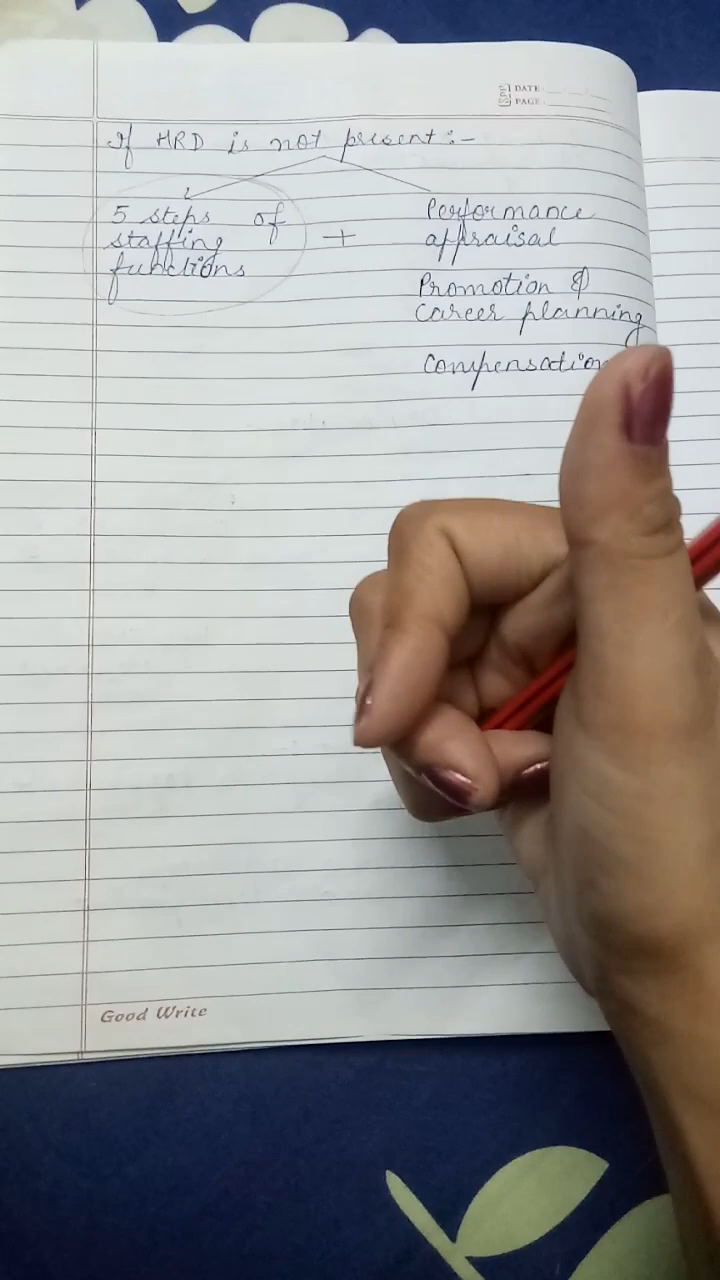 DATE:
PAGE:
If HRD is not present:-
5 steps of
staffing
functions
+
Performance
appraisal
Promotion &
career planning
Compensation
Good Write